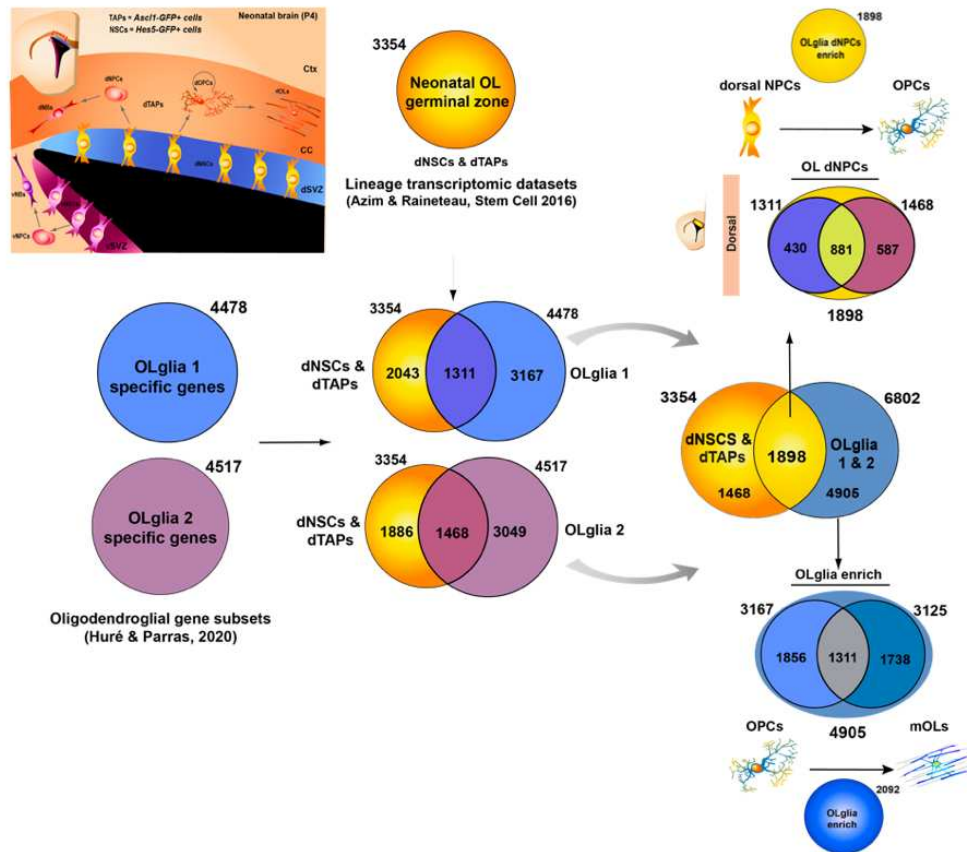 TAPs = Ascl1-GFP+ cells
NSCs = Hes5-GFP+ cells
Neonatal brain (P4)
Ctx
dNPCs
dOPCs
dNBs
dTAPs
dOLs
CC
dNSCs
dSVZ
vNBs
vNPCs
3354
Neonatal OL
germinal zone
dNSCs & dTAPs
Lineage transcriptomic datasets
(Azim & Raineteau, Stem Cell 2016)
1898
OLglia dNPCs
enrich
dorsal NPCs
OPCs
OL dNPCs
1311
1468
430
881
587
Dorsal
1898
4478
OLglia 1
specific genes
4517
OLglia 2
specific genes
Oligodendroglial gene subsets
(Huré & Parras, 2020)
3354
4478
dNSCs &
dTAPs
2043
1311
3167
OLglia 1
3354
4517
dNSCs &
dTAPs
1886
1468
3049
OLglia 2
3354
6802
dNSCS &
dTAPs
1898
OLglia
1 & 2
1468
4905
OLglia enrich
3167
3125
1856
1311
1738
4905
OPCs
mOLs
2092
OLglia
enrich